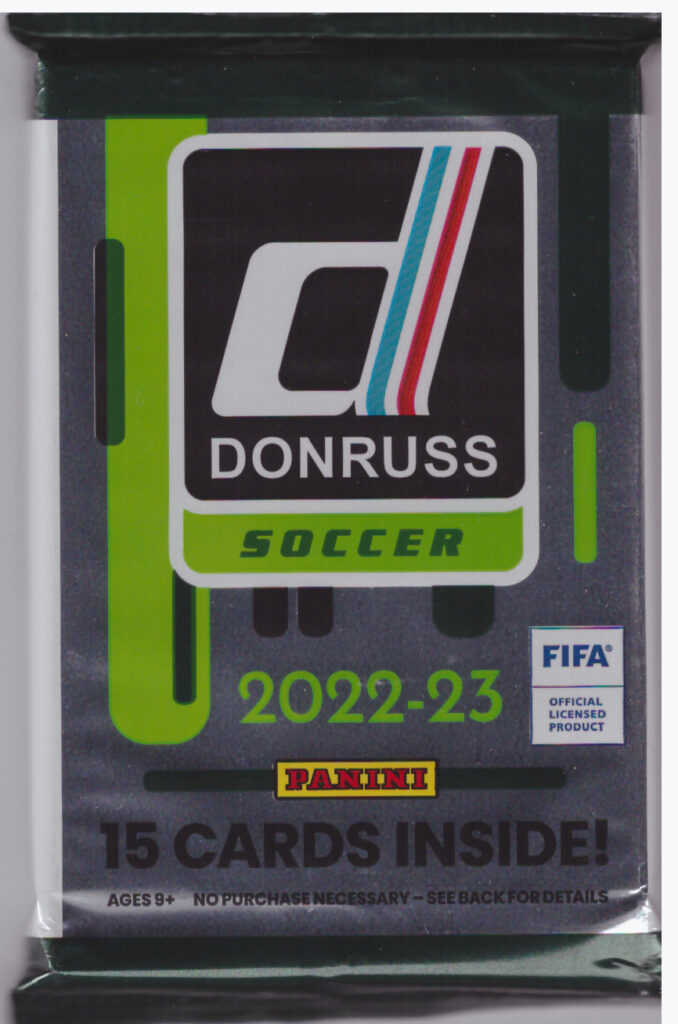 d
DONRUSS
SOCCER
2022-23
FIFA®
OFFICIAL
LICENSED
PRODUCT
PANINI
15 CARDS INSIDE!
AGES 9+ NO PURCHASE NECESSARY – SEE BACK FOR DETAILS